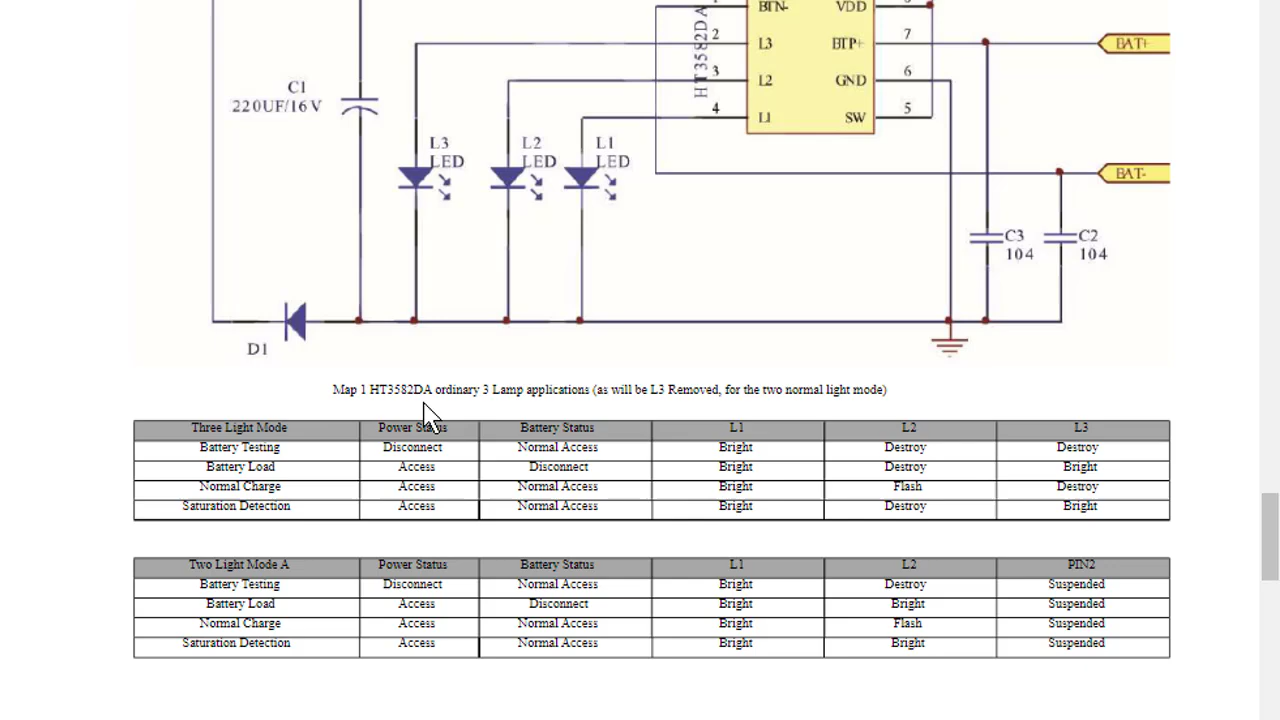 BTN-
VDD
HT3582DA
2
L3
BTP+
7
BAT+
3
L2
GND
6
4
L1
SW
5
C1
220UF/16V
L3
LED
L2
LED
L1
LED
BAT-
C3
104
C2
104
D1
Map 1 HT3582DA ordinary 3 Lamp applications (as will be L3 Removed, for the two normal light mode)
Three Light Mode Power Status Battery Status L1 L2 L3
Battery Testing Disconnect Normal Access Bright Destroy Destroy
Battery Load Access Disconnect Bright Destroy Bright
Normal Charge Access Normal Access Bright Flash Destroy
Saturation Detection Access Normal Access Bright Destroy Bright
Two Light Mode A Power Status Battery Status L1 L2 PIN2
Battery Testing Disconnect Normal Access Bright Destroy Suspended
Battery Load Access Disconnect Bright Bright Suspended
Normal Charge Access Normal Access Bright Flash Suspended
Saturation Detection Access Normal Access Bright Bright Suspended